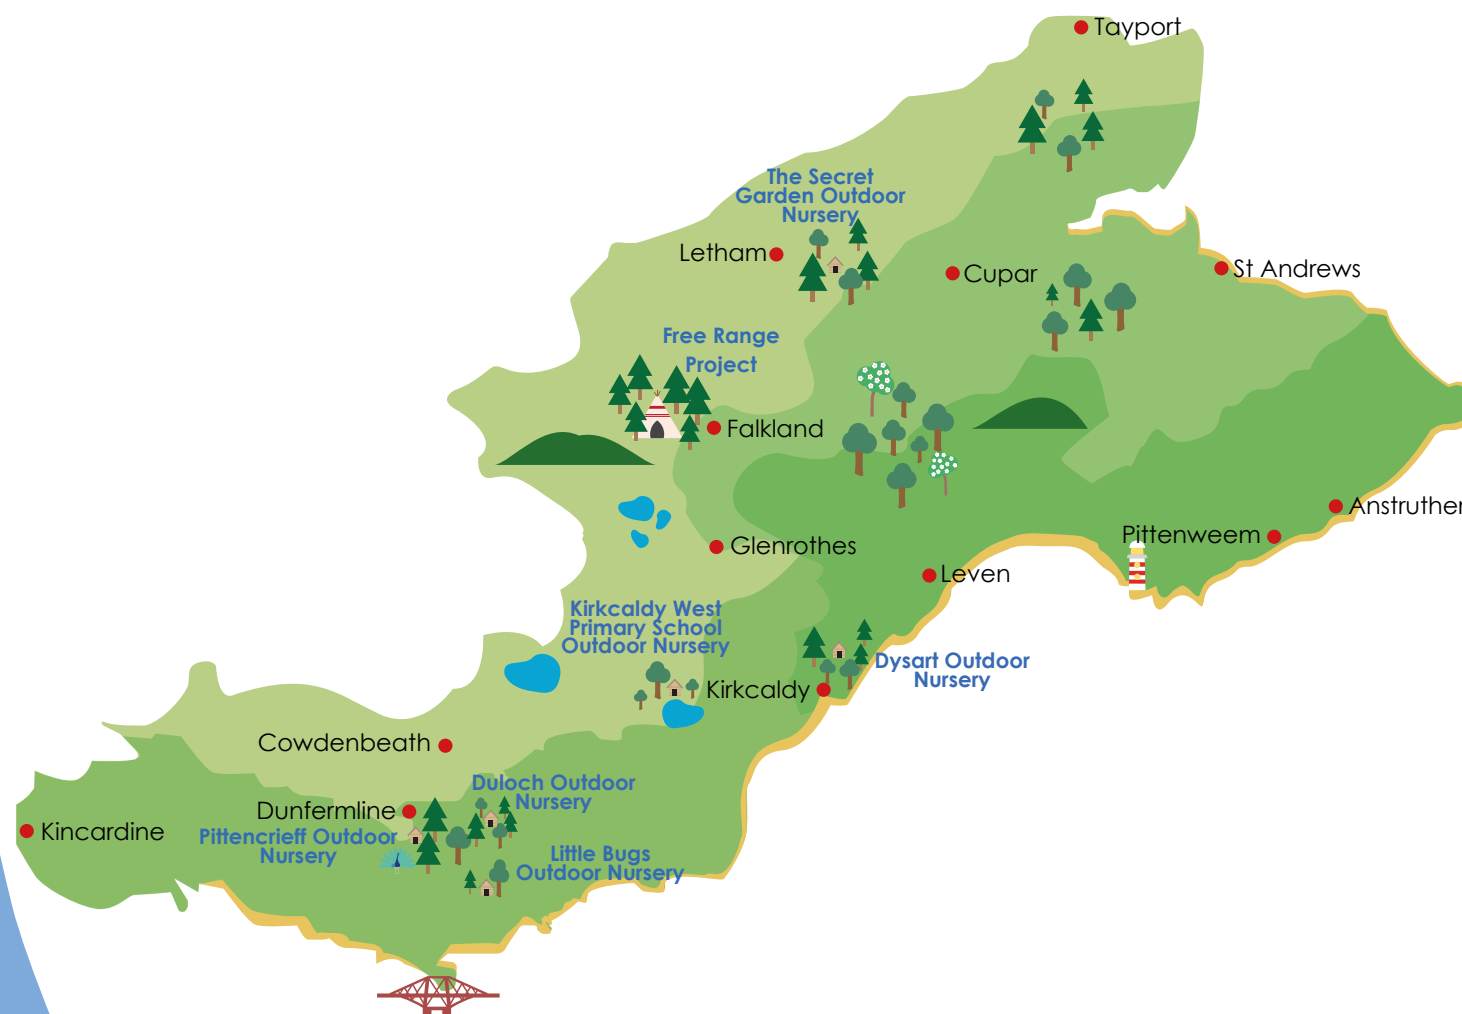 Tayport
The Secret
Garden Outdoor
Nursery
Letham
Cupar
St Andrews
Free Range
Project
Falkland
Anstruther
Pittenweem
Glenrothes
Leven
Kirkcaldy West
Primary School
Outdoor Nursery
Dysart Outdoor
Nursery
Kirkcaldy
Cowdenbeath
Duloch Outdoor
Nursery
Dunfermline
Kincardine
Pittencrieff Outdoor
Nursery
Little Bugs
Outdoor Nursery